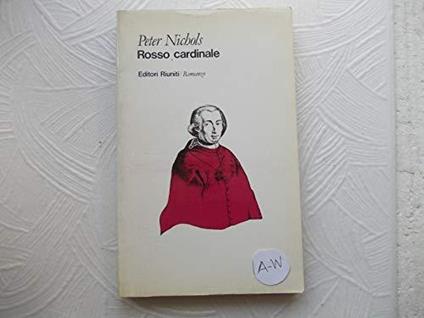 Peter Nichols
Rosso cardinale
Editori Riuniti Romanzo
A-W